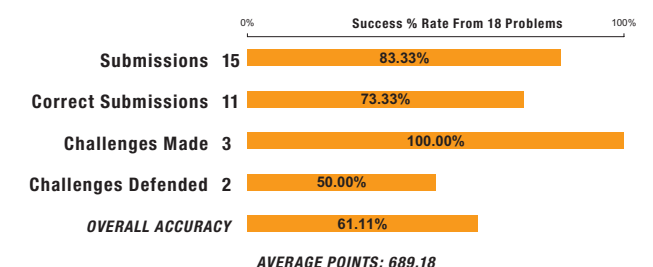 0% Success % Rate From 18 Problems 100%
Submissions 15 83.33%
Correct Submissions 11 73.33%
Challenges Made 3 100.00%
Challenges Defended 2 50.00%
OVERALL ACCURACY 61.11%
AVERAGE POINTS: 689.18